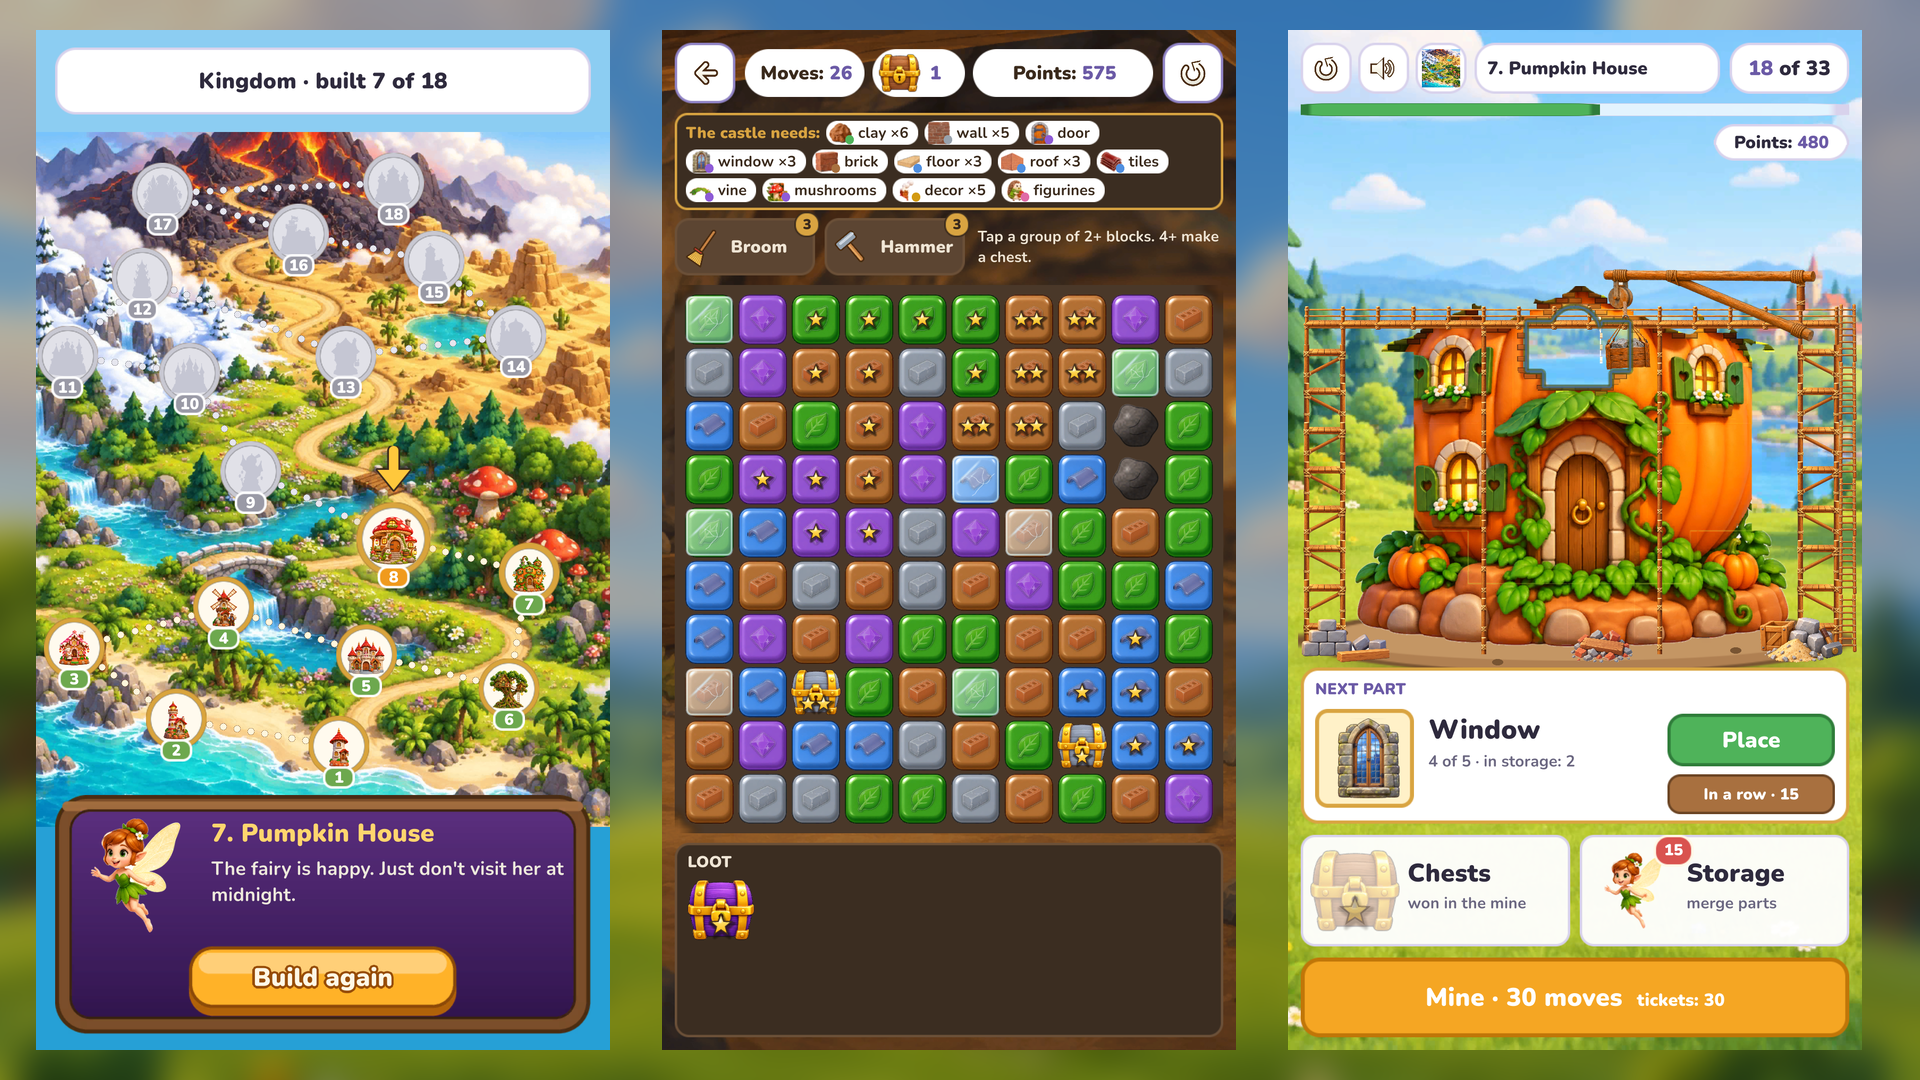 Kingdom · built 7 of 18
17
18
16
15
12
14
11
13
10
9
8
7
4
3
5
6
2
1
7. Pumpkin House
The fairy is happy. Just don't visit her at
midnight.
Build again
Moves: 26
1
Points: 575
The castle needs: clay ×6 wall ×5 door
window ×3 brick floor ×3 roof ×3 tiles
vine mushrooms decor ×5 figurines
Broom 3
Hammer 3
Tap a group of 2+ blocks. 4+ make
a chest.
LOOT
7. Pumpkin House
18 of 33
Points: 480
NEXT PART
Window
4 of 5 · in storage: 2
Place
In a row · 15
Chests
won in the mine
15
Storage
merge parts
Mine · 30 moves tickets: 30